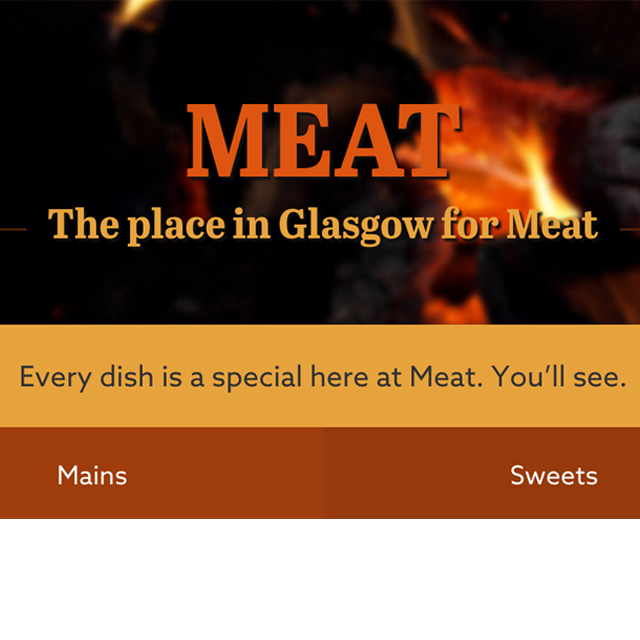 MEAT
The place in Glasgow for Meat
Every dish is a special here at Meat. You’ll see.
Mains
Sweets